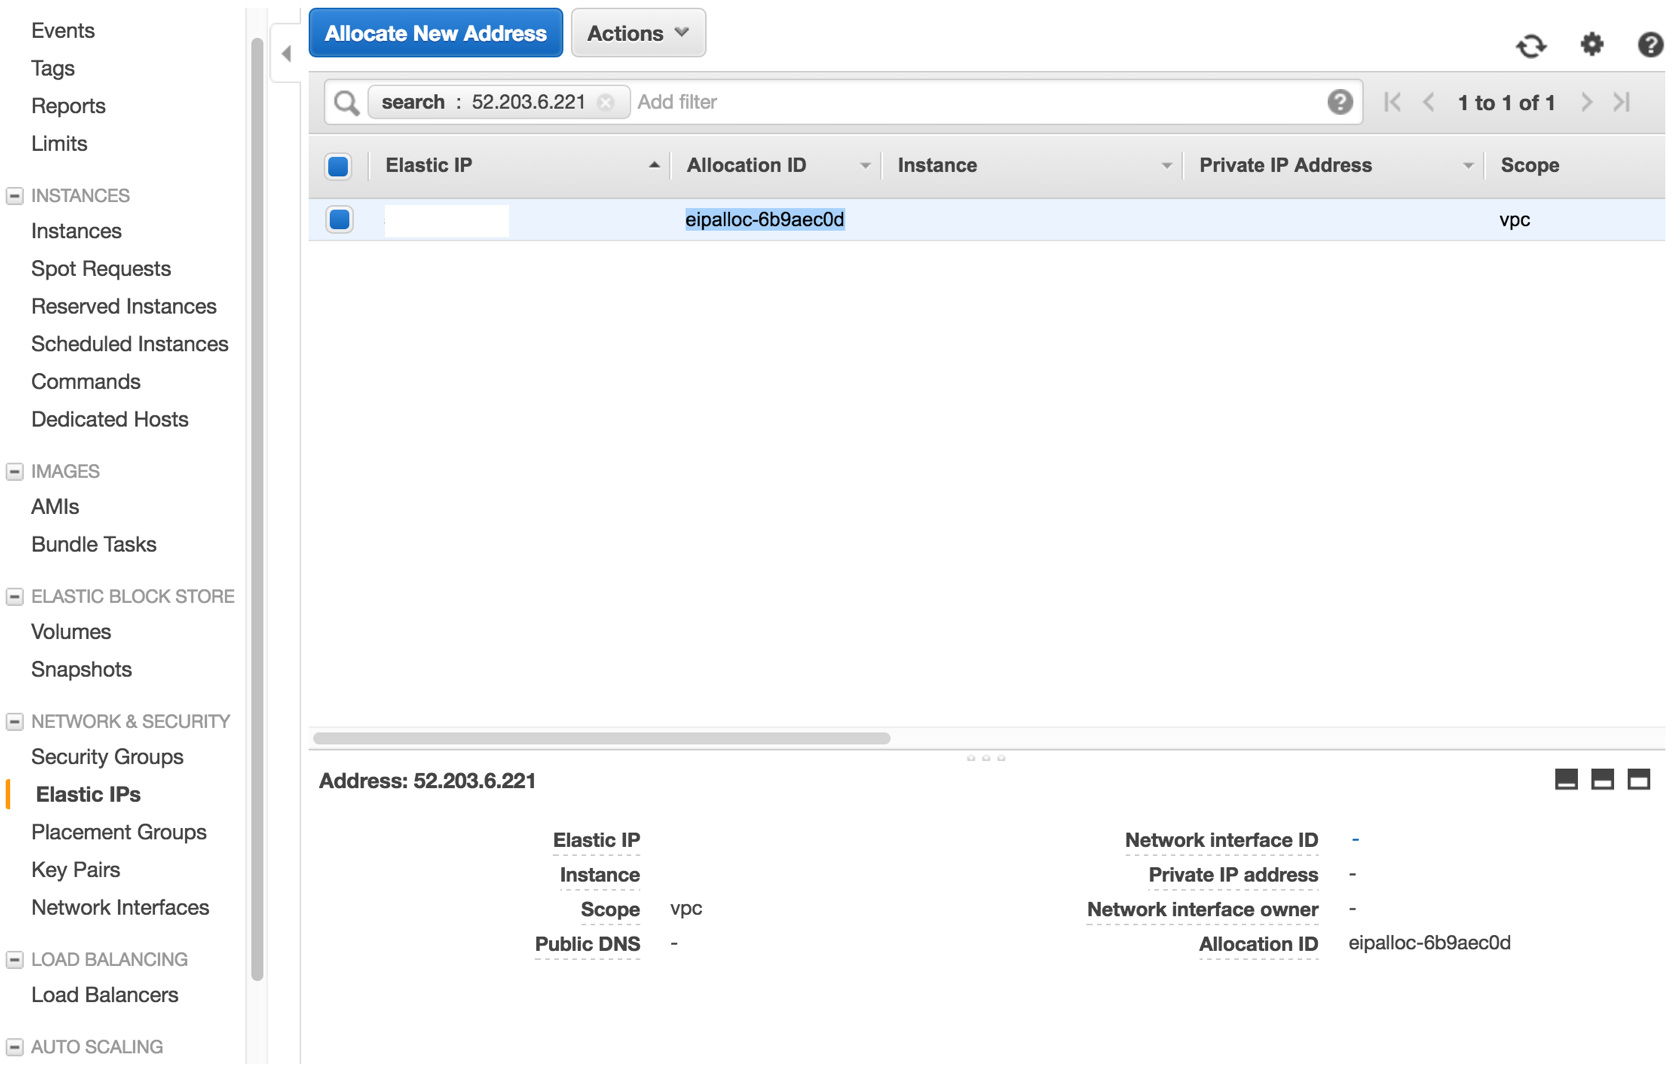 Events
Tags
Reports
Limits
INSTANCES
Instances
Spot Requests
Reserved Instances
Scheduled Instances
Commands
Dedicated Hosts
IMAGES
AMIs
Bundle Tasks
ELASTIC BLOCK STORE
Volumes
Snapshots
NETWORK & SECURITY
Security Groups
Elastic IPs
Placement Groups
Key Pairs
Network Interfaces
LOAD BALANCING
Load Balancers
AUTO SCALING
Allocate New Address Actions
search : 52.203.6.221 Add filter 1 to 1 of 1
Elastic IP Allocation ID Instance Private IP Address Scope
eipalloc-6b9aec0d vpc
Address: 52.203.6.221
Elastic IP
Instance
Scope vpc
Public DNS -
Network interface ID -
Private IP address -
Network interface owner -
Allocation ID eipalloc-6b9aec0d